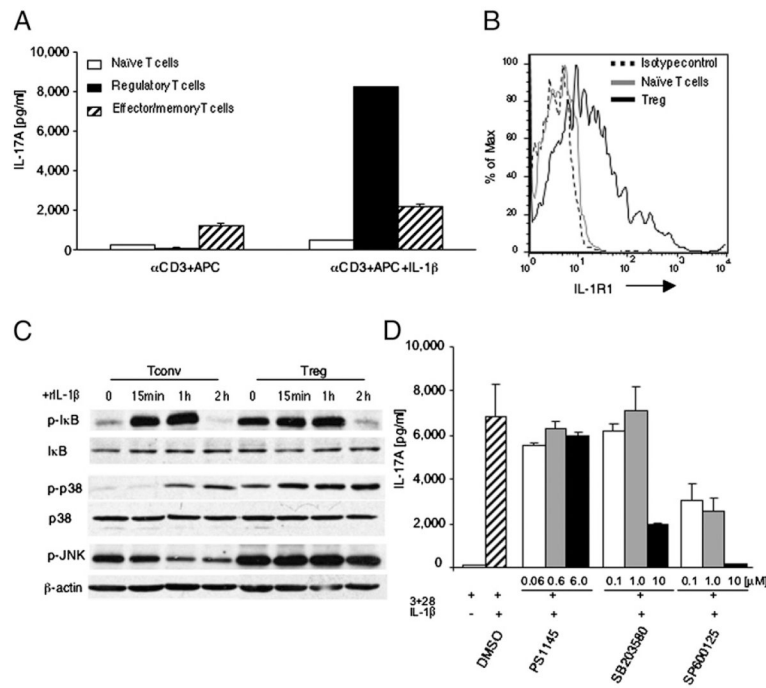 A
10,000
8,000
6,000
4,000
2,000
0
IL-17A [pg/ml]
Naïve T cells
Regulatory T cells
Effector/memory T cells
αCD3+APC
αCD3+APC+IL-1β
B
100
80
60
40
20
0
% of Max
Isotypecontrol
Naïve T cells
Treg
10⁰ 10¹ 10² 10³ 10⁴
IL-1R1
C
Tconv Treg
+rIL-1β 0 15min 1h 2h 0 15min 1h 2h
p-IκB
IκB
p-p38
p38
p-JNK
β-actin
D
10,000
8,000
6,000
4,000
2,000
0
IL-17A [pg/ml]
0.06 0.6 6.0 0.1 1.0 10 0.1 1.0 10 [μM]
3+28 + + + + +
IL-1β - + + + +
DMSO
PS1145
SB203580
SP600125